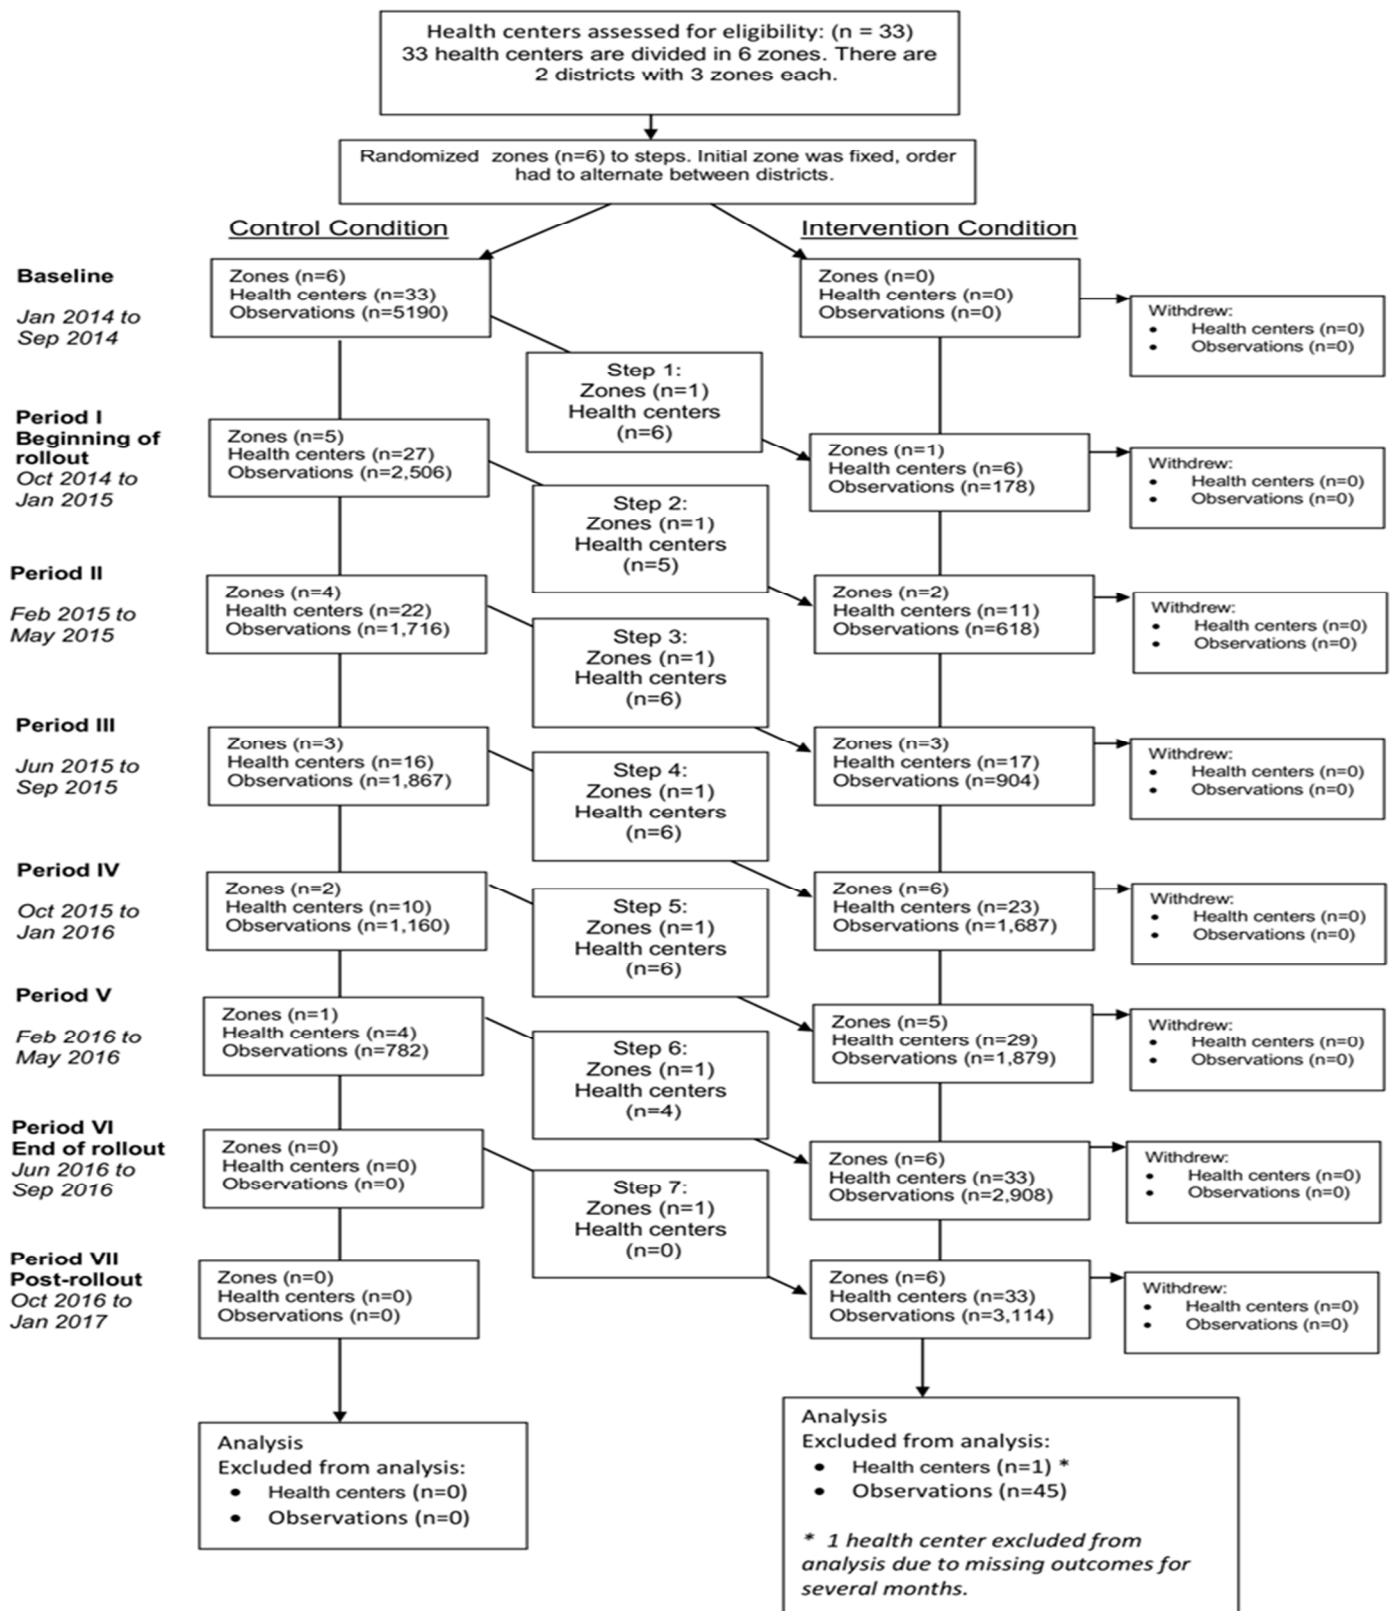 Health centers assessed for eligibility: (n = 33)
33 health centers are divided in 6 zones. There are
2 districts with 3 zones each.
Randomized zones (n=6) to steps. Initial zone was fixed, order
had to alternate between districts.
Control Condition
Intervention Condition
Baseline
Jan 2014 to
Sep 2014
Zones (n=6)
Health centers (n=33)
Observations (n=5190)
Zones (n=0)
Health centers (n=0)
Observations (n=0)
Withdrew:
• Health centers (n=0)
• Observations (n=0)
Step 1:
Zones (n=1)
Health centers
(n=6)
Period I
Beginning of
rollout
Oct 2014 to
Jan 2015
Zones (n=5)
Health centers (n=27)
Observations (n=2,506)
Zones (n=1)
Health centers (n=6)
Observations (n=178)
Withdrew:
• Health centers (n=0)
• Observations (n=0)
Step 2:
Zones (n=1)
Health centers
(n=5)
Period II
Feb 2015 to
May 2015
Zones (n=4)
Health centers (n=22)
Observations (n=1,716)
Zones (n=2)
Health centers (n=11)
Observations (n=618)
Withdrew:
• Health centers (n=0)
• Observations (n=0)
Step 3:
Zones (n=1)
Health centers
(n=6)
Period III
Jun 2015 to
Sep 2015
Zones (n=3)
Health centers (n=16)
Observations (n=1,867)
Zones (n=3)
Health centers (n=17)
Observations (n=904)
Withdrew:
• Health centers (n=0)
• Observations (n=0)
Step 4:
Zones (n=1)
Health centers
(n=6)
Period IV
Oct 2015 to
Jan 2016
Zones (n=2)
Health centers (n=10)
Observations (n=1,160)
Zones (n=6)
Health centers (n=23)
Observations (n=1,687)
Withdrew:
• Health centers (n=0)
• Observations (n=0)
Step 5:
Zones (n=1)
Health centers
(n=6)
Period V
Feb 2016 to
May 2016
Zones (n=1)
Health centers (n=4)
Observations (n=782)
Zones (n=5)
Health centers (n=29)
Observations (n=1,879)
Withdrew:
• Health centers (n=0)
• Observations (n=0)
Step 6:
Zones (n=1)
Health centers
(n=4)
Period VI
End of rollout
Jun 2016 to
Sep 2016
Zones (n=0)
Health centers (n=0)
Observations (n=0)
Zones (n=6)
Health centers (n=33)
Observations (n=2,908)
Withdrew:
• Health centers (n=0)
• Observations (n=0)
Step 7:
Zones (n=1)
Health centers
(n=0)
Period VII
Post-rollout
Oct 2016 to
Jan 2017
Zones (n=0)
Health centers (n=0)
Observations (n=0)
Zones (n=6)
Health centers (n=33)
Observations (n=3,114)
Withdrew:
• Health centers (n=0)
• Observations (n=0)
Analysis
Excluded from analysis:
• Health centers (n=0)
• Observations (n=0)
Analysis
Excluded from analysis:
• Health centers (n=1) *
• Observations (n=45)
* 1 health center excluded from
analysis due to missing outcomes for
several months.